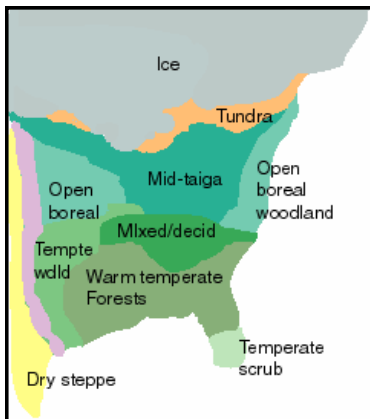 Ice
Tundra
Mid-taiga
Open
boreal
Open
boreal
woodland
MIxed/decid
Tempte
wdld
Warm temperate
Forests
Temperate
scrub
Dry steppe